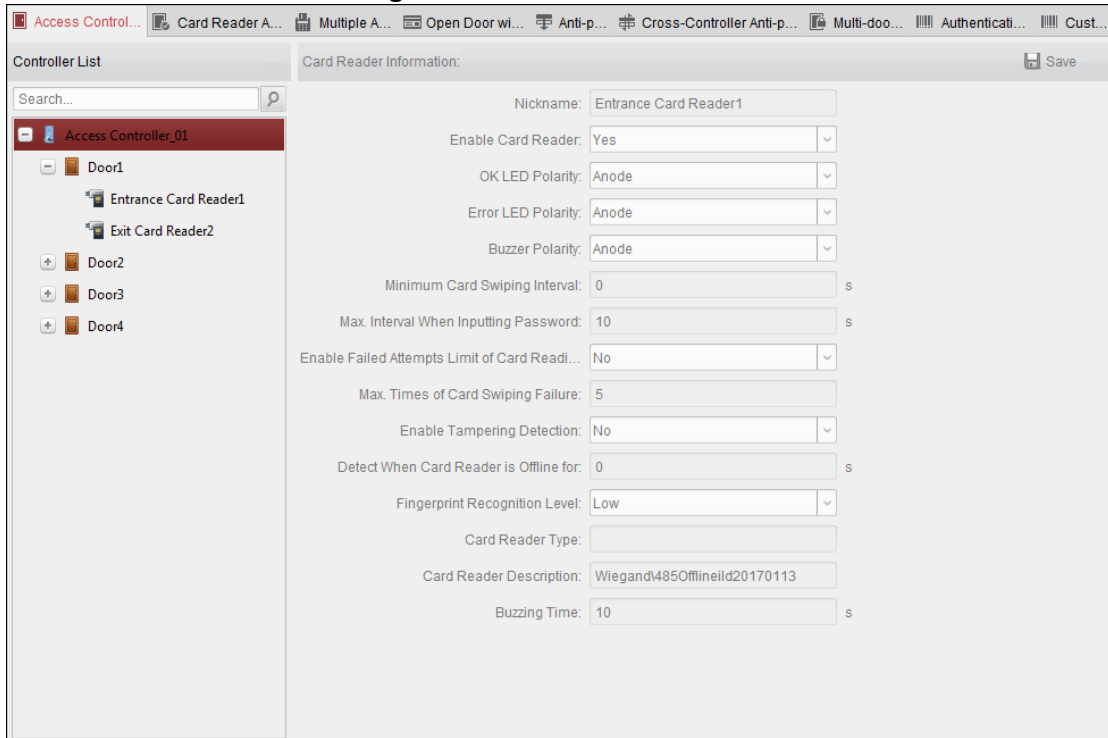 Access Control... Card Reader A... Multiple A... Open Door wi... Anti-p... Cross-Controller Anti-p... Multi-doo... Authenticati... Cust...
Controller List
Search...
Access Controller_01
Door1
Entrance Card Reader1
Exit Card Reader2
Door2
Door3
Door4
Card Reader Information: Save
Nickname: Entrance Card Reader1
Enable Card Reader: Yes
OK LED Polarity: Anode
Error LED Polarity: Anode
Buzzer Polarity: Anode
Minimum Card Swiping Interval: 0 s
Max. Interval When Inputting Password: 10 s
Enable Failed Attempts Limit of Card Readi... No
Max. Times of Card Swiping Failure: 5
Enable Tampering Detection: No
Detect When Card Reader is Offline for: 0 s
Fingerprint Recognition Level: Low
Card Reader Type:
Card Reader Description: Wiegand\485Offlineild20170113
Buzzing Time: 10 s